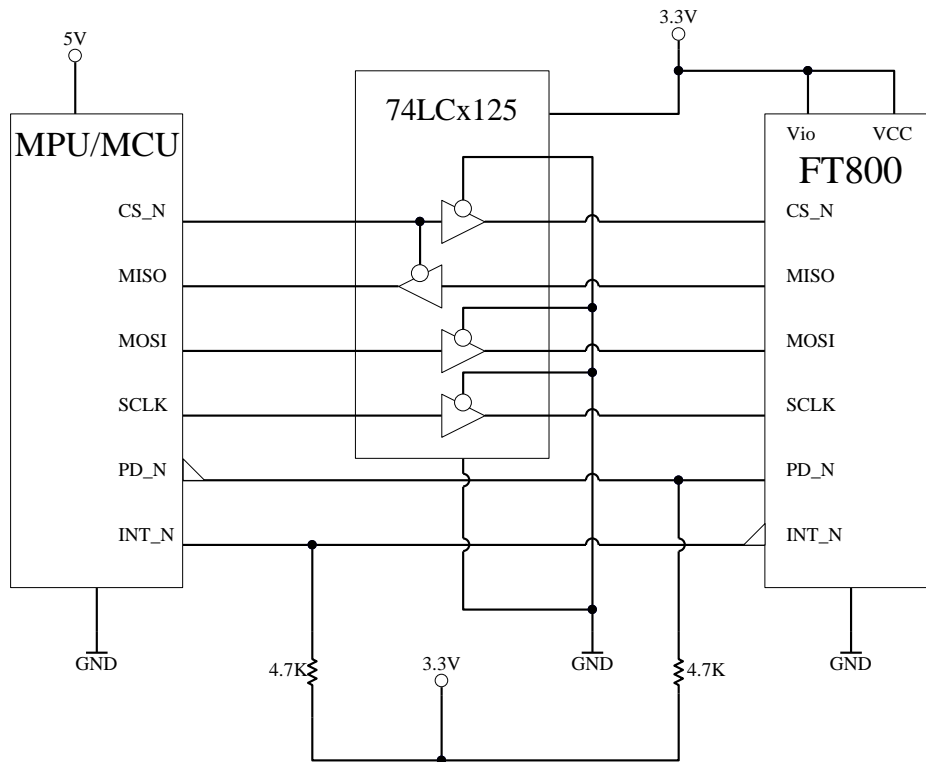 3.3V
5V
74LCx125
MPU/MCU
Vio VCC
FT800
CS_N CS_N
MISO MISO
MOSI MOSI
SCLK SCLK
PD_N PD_N
INT_N INT_N
GND 4.7K 3.3V GND 4.7K GND